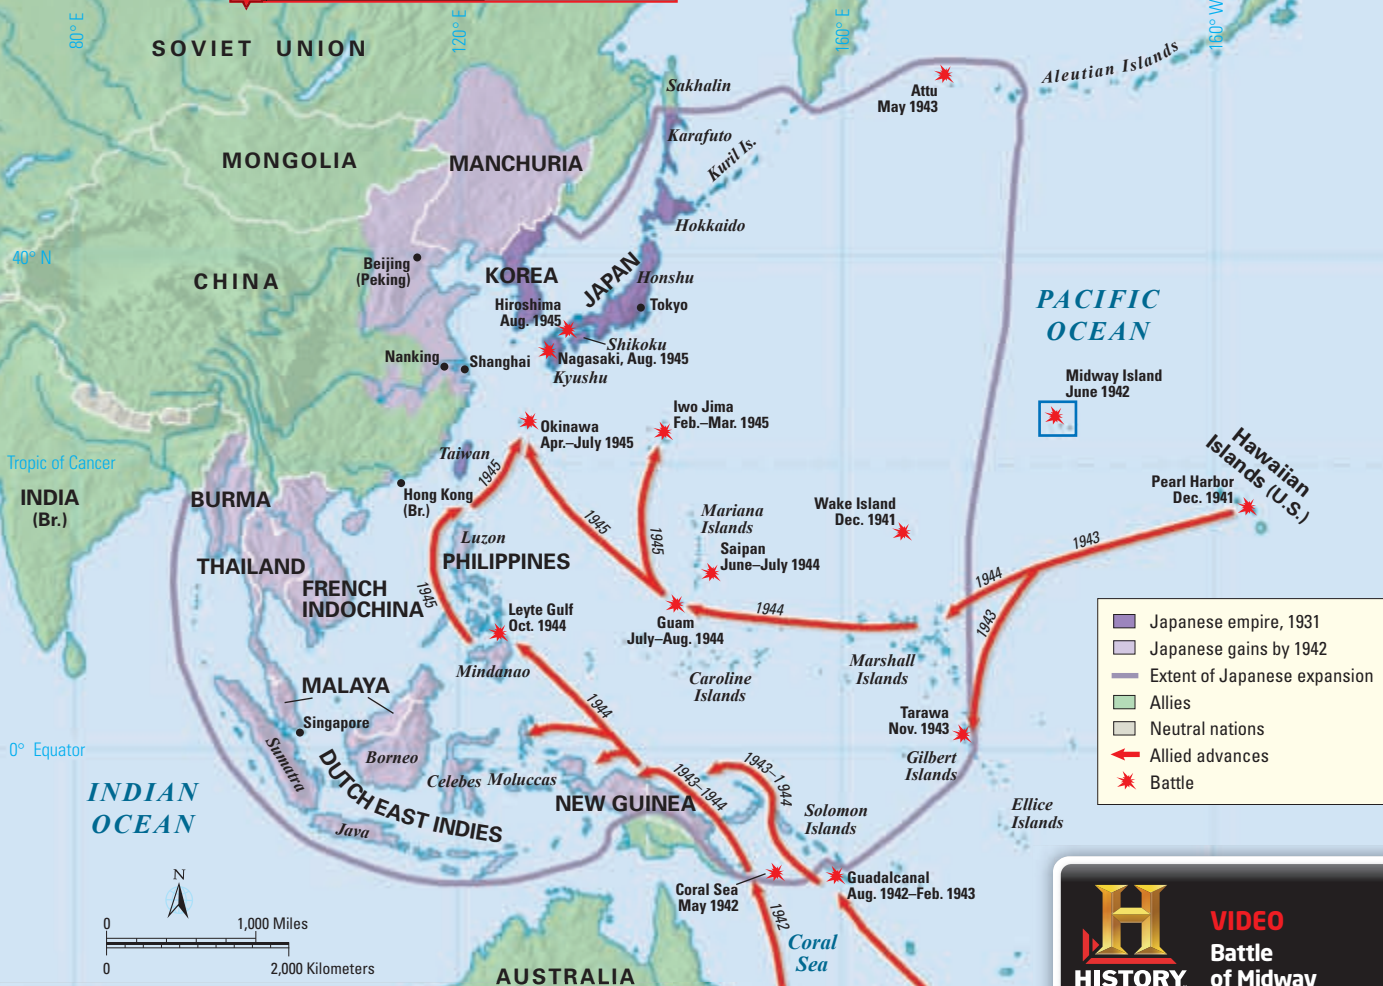 80° E
120° E
160° E
160° W
SOVIET UNION
Aleutian Islands
Sakhalin
Attu
May 1943
Karafuto
Kuril Is.
MONGOLIA
MANCHURIA
Hokkaido
40° N
Beijing
(Peking)
CHINA
KOREA
JAPAN
Honshu
Hiroshima
Aug. 1945
Tokyo
PACIFIC
OCEAN
Shikoku
Nanking
Shanghai
Nagasaki, Aug. 1945
Kyushu
Midway Island
June 1942
Iwo Jima
Feb.–Mar. 1945
Okinawa
Apr.–July 1945
Tropic of Cancer
Taiwan
1945
Hawaiian
Islands (U.S.)
Pearl Harbor
Dec. 1941
INDIA
(Br.)
BURMA
Hong Kong
(Br.)
Mariana
Islands
Wake Island
Dec. 1941
1945
1945
1943
Luzon
PHILIPPINES
Saipan
June–July 1944
THAILAND
FRENCH
INDOCHINA
1945
Leyte Gulf
Oct. 1944
Guam
July–Aug. 1944
1944
1944
1943
Mindanao
Caroline
Islands
Marshall
Islands
MALAYA
Singapore
1944
Tarawa
Nov. 1943
0° Equator
Sumatra
Borneo
Celebes
Moluccas
Gilbert
Islands
INDIAN
OCEAN
DUTCH EAST INDIES
Java
NEW GUINEA
1943–1944
1943–1944
Solomon
Islands
Ellice
Islands
Coral Sea
May 1942
Guadalcanal
Aug. 1942–Feb. 1943
1942
Coral
Sea
AUSTRALIA
N
0
1,000 Miles
0
2,000 Kilometers
Japanese empire, 1931
Japanese gains by 1942
Extent of Japanese expansion
Allies
Neutral nations
Allied advances
Battle
H
HISTORY.
VIDEO
Battle
of Midway